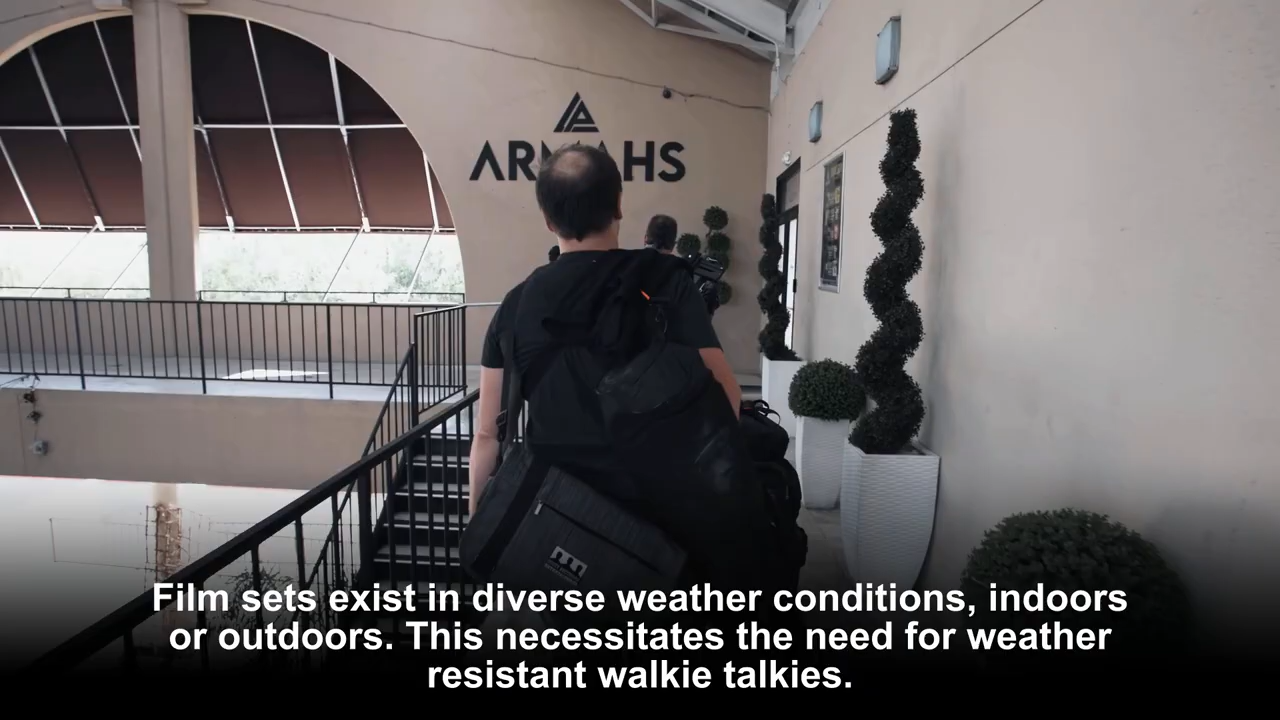 ARMAHS
Film sets exist in diverse weather conditions, indoors
or outdoors. This necessitates the need for weather
resistant walkie talkies.